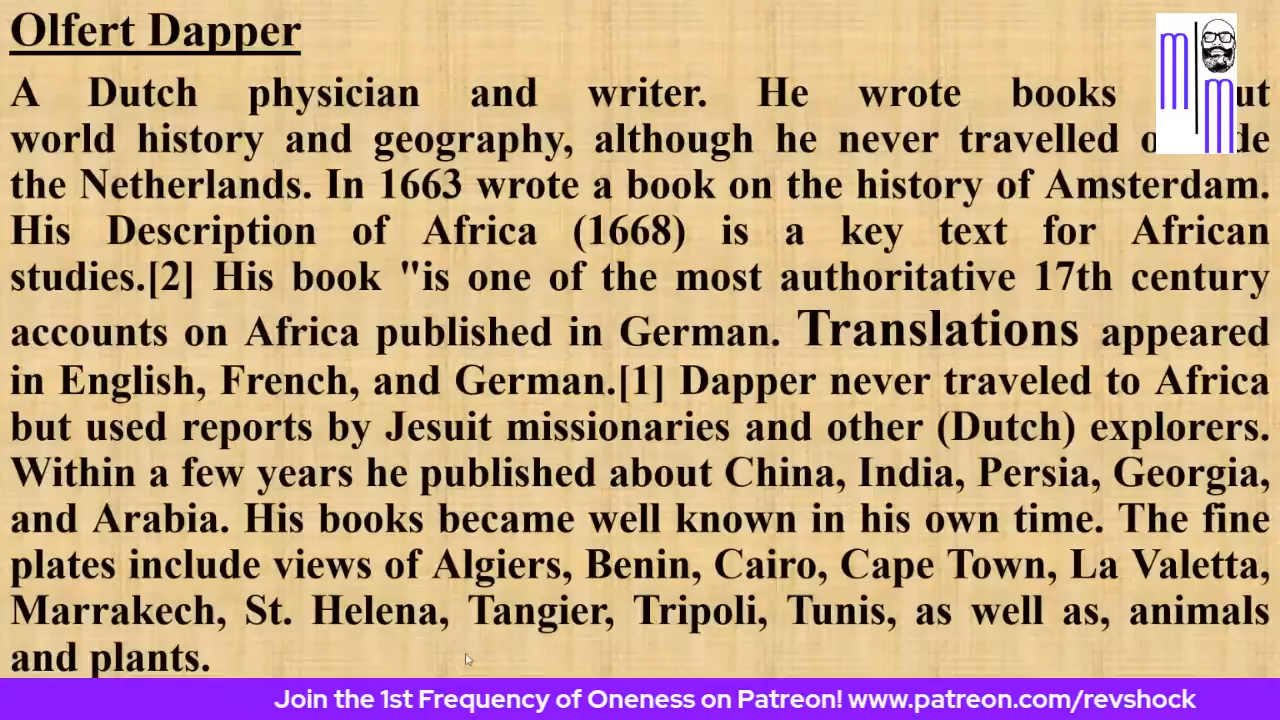 Olfert Dapper
A Dutch physician and writer. He wrote books
world history and geography, although he never travelled
the Netherlands. In 1663 wrote a book on the history of Amsterdam.
His Description of Africa (1668) is a key text for African
studies.[2] His book "is one of the most authoritative 17th century
accounts on Africa published in German. Translations appeared
in English, French, and German.[1] Dapper never traveled to Africa
but used reports by Jesuit missionaries and other (Dutch) explorers.
Within a few years he published about China, India, Persia, Georgia,
and Arabia. His books became well known in his own time. The fine
plates include views of Algiers, Benin, Cairo, Cape Town, La Valetta,
Marrakech, St. Helena, Tangier, Tripoli, Tunis, as well as, animals
and plants.
m m
Join the 1st Frequency of Oneness on Patreon! www.patreon.com/revshock